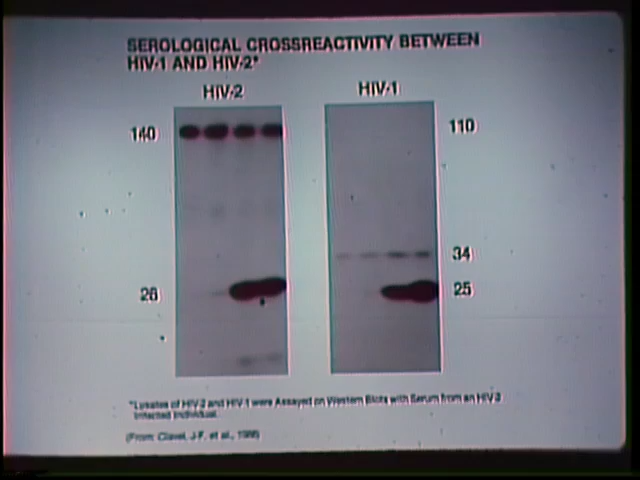 SEROLOGICAL CROSSREACTIVITY BETWEEN
HIV-1 AND HIV-2*
HIV-2
HIV-1
140
110
34
26
25
*Lysates of HIV-2 and HIV-1 were Assayed on Western Blots with Serum from an HIV-2
Infected Individual.
(From: Clavel, J.F. et al., 1986)